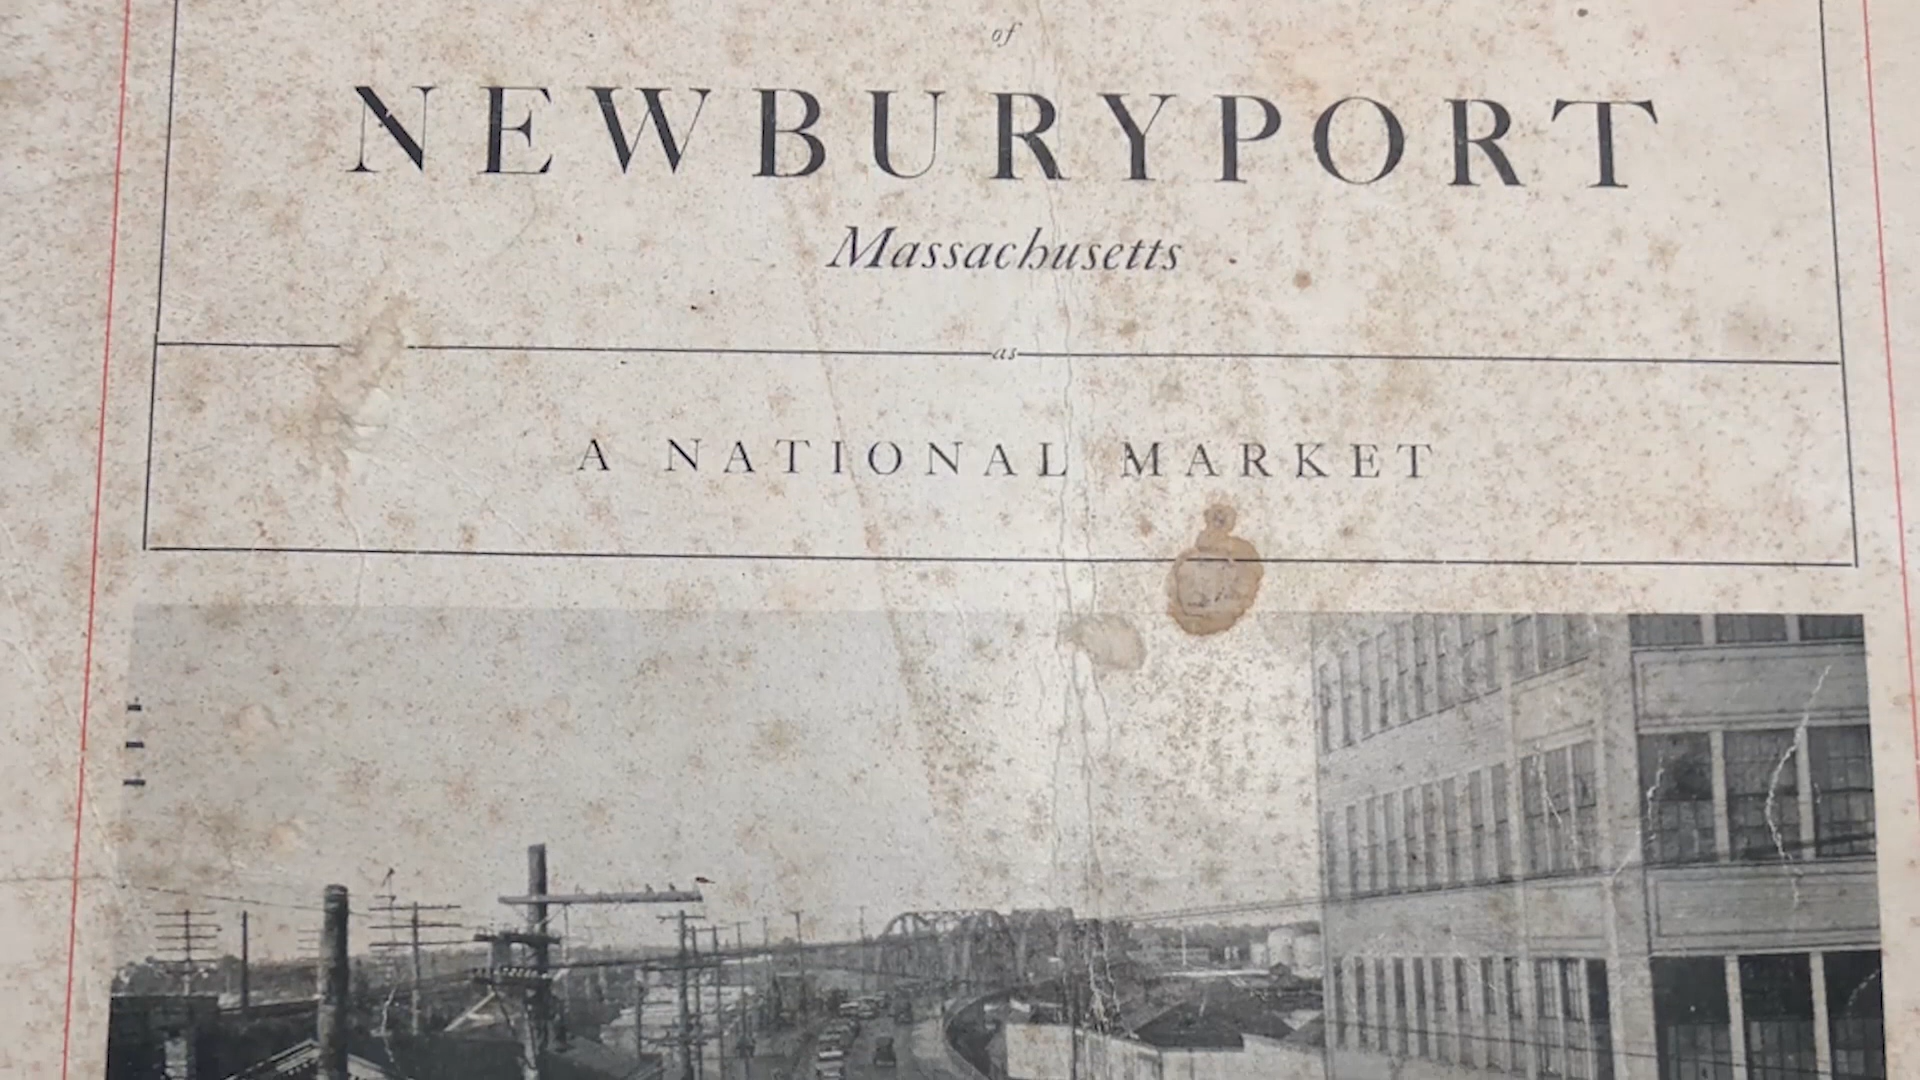 of
NEWBURYPORT
Massachusetts
as
A NATIONAL MARKET